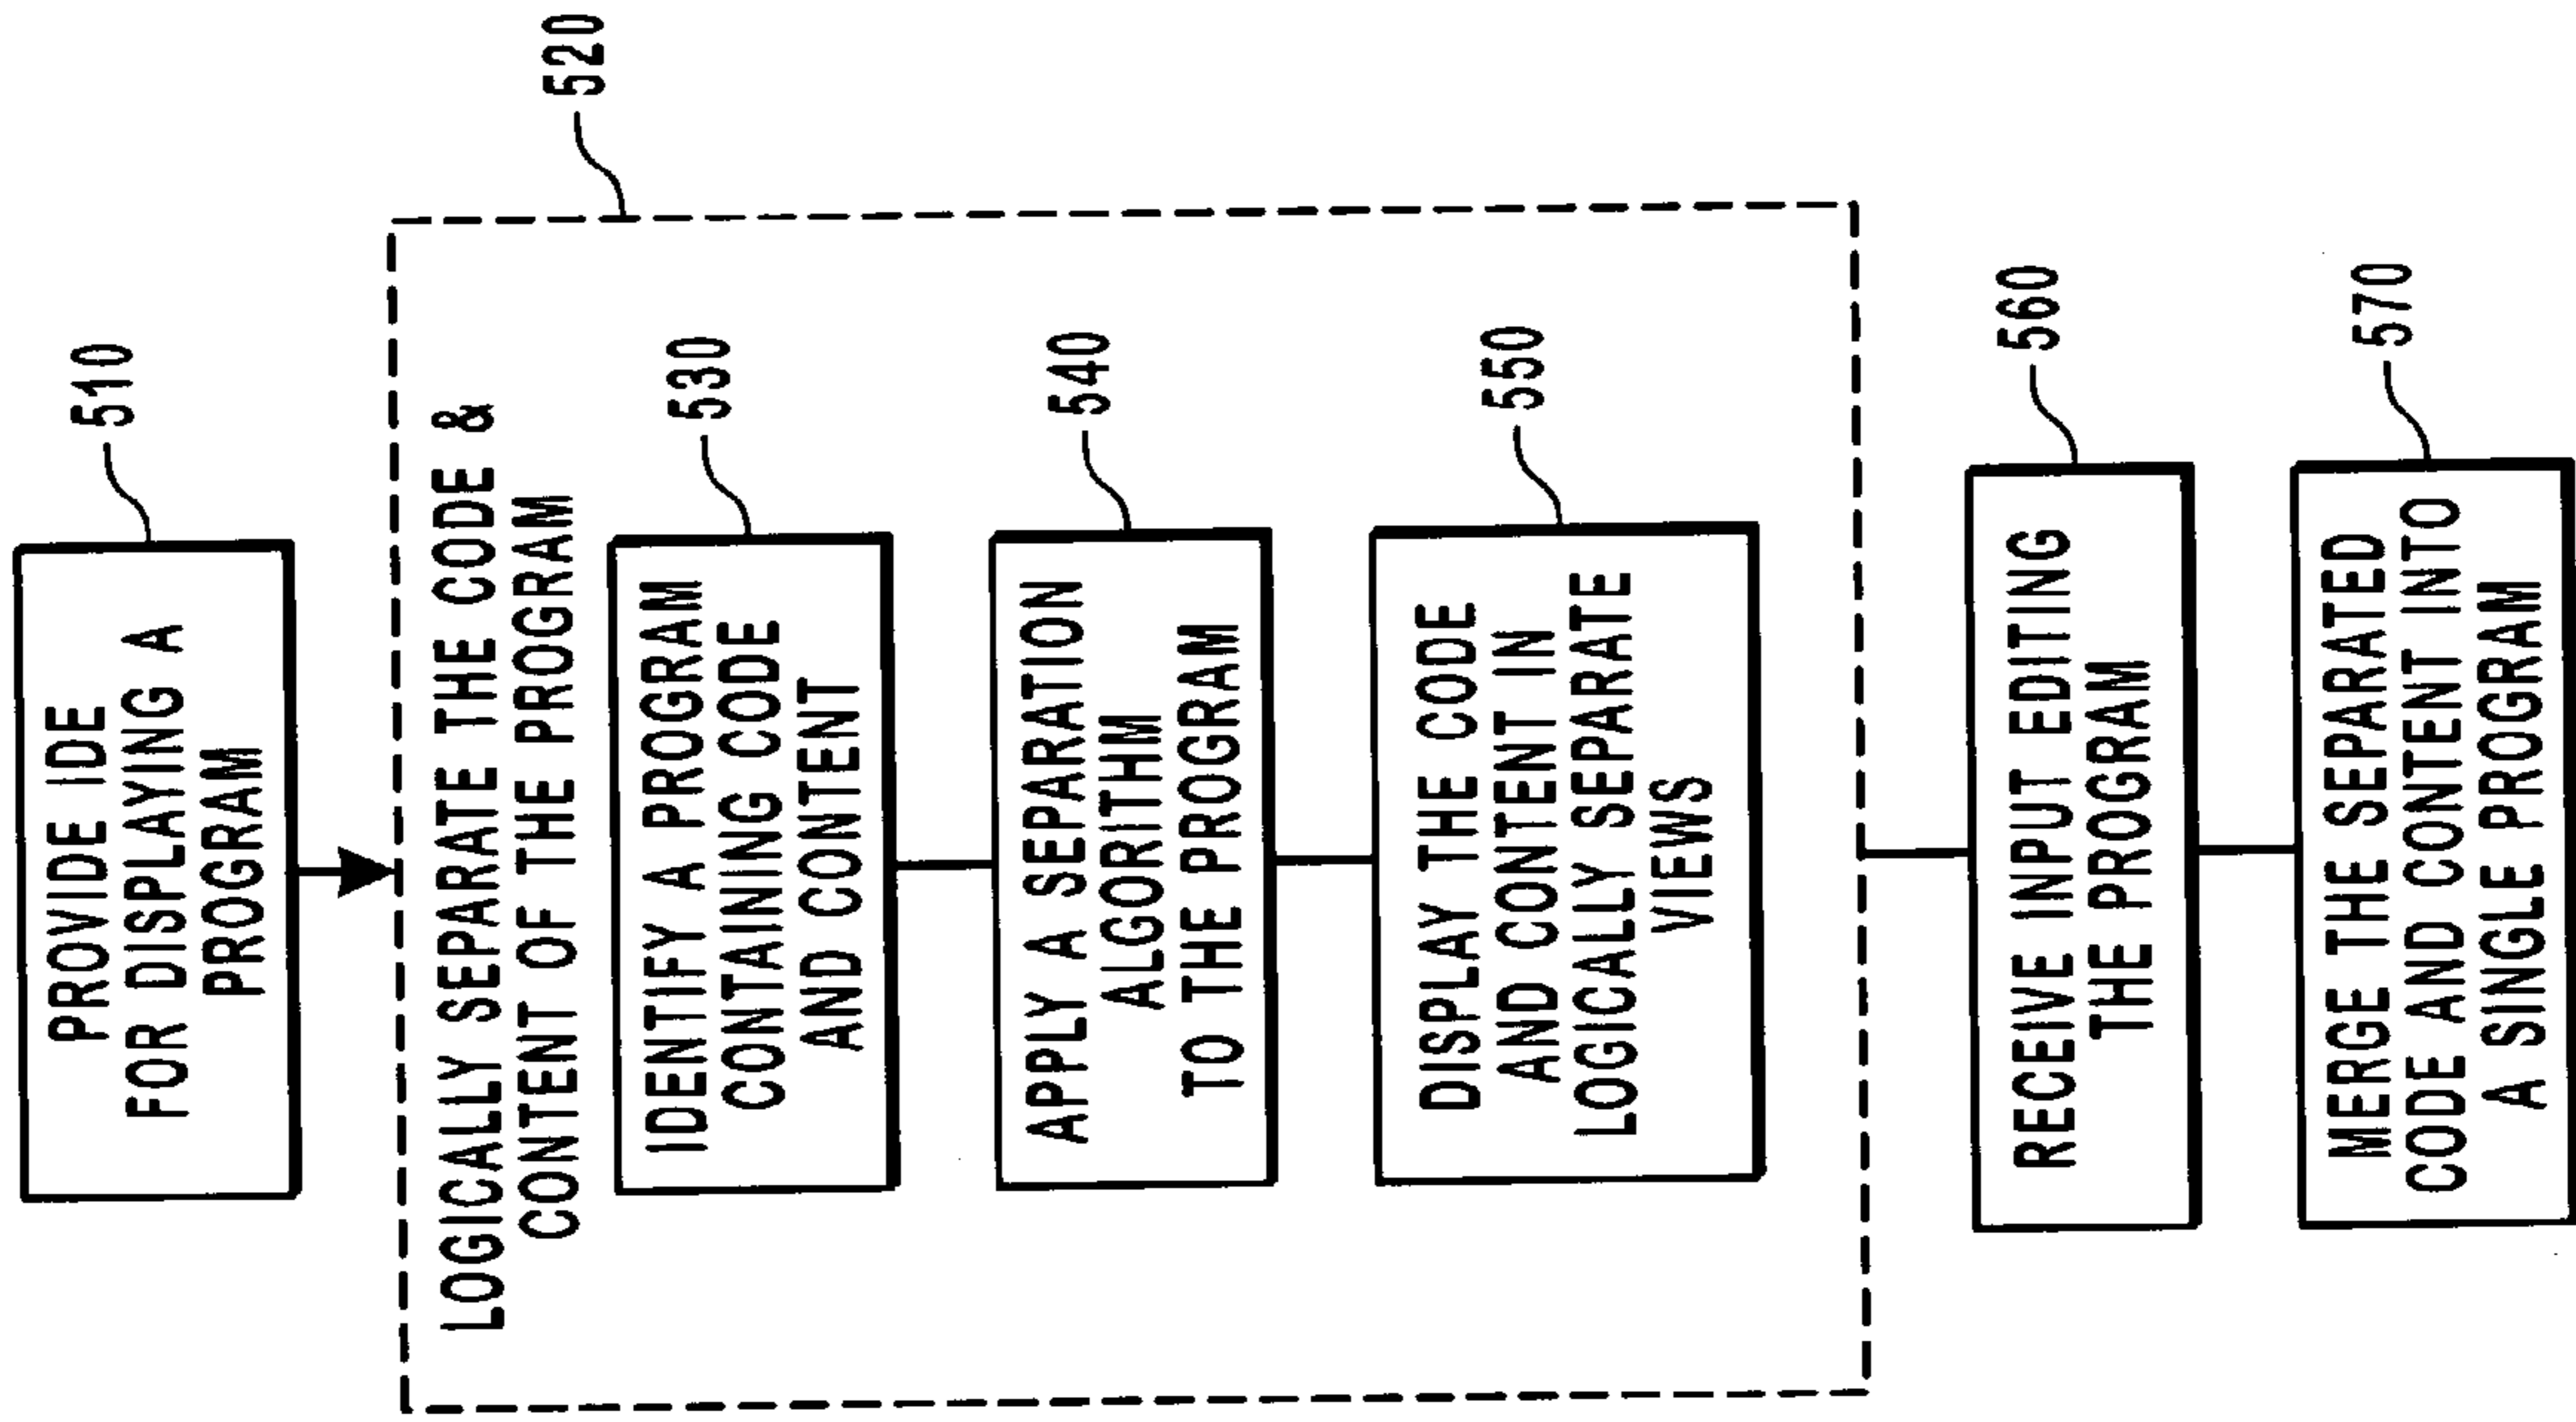 510
PROVIDE IDE
FOR DISPLAYING A
PROGRAM
520
LOGICALLY SEPARATE THE CODE &
CONTENT OF THE PROGRAM
530
IDENTIFY A PROGRAM
CONTAINING CODE
AND CONTENT
540
APPLY A SEPARATION
ALGORITHM
TO THE PROGRAM
550
DISPLAY THE CODE
AND CONTENT IN
LOGICALLY SEPARATE
VIEWS
560
RECEIVE INPUT EDITING
THE PROGRAM
570
MERGE THE SEPARATED
CODE AND CONTENT INTO
A SINGLE PROGRAM